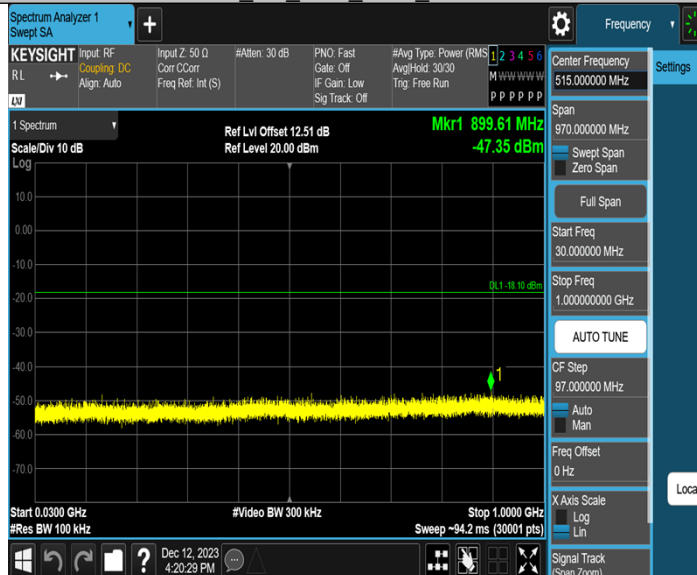 Spectrum Analyzer 1
Swept SA
Frequency
KEYSIGHT
RL
LXI
Input: RF
Coupling: DC
Align: Auto
Input Z: 50 Ω
Corr CCorr
Freq Ref: Int (S)
#Atten: 30 dB
PNO: Fast
Gate: Off
IF Gain: Low
Sig Track: Off
#Avg Type: Power (RMS
Avg|Hold: 30/30
Trig: Free Run
1 2 3 4 5 6
M W W W W W
P P P P P P
Center Frequency
515.000000 MHz
Settings
Span
970.000000 MHz
Swept Span
Zero Span
Full Span
Start Freq
30.000000 MHz
Stop Freq
1.000000000 GHz
AUTO TUNE
CF Step
97.000000 MHz
Auto
Man
Freq Offset
0 Hz
X Axis Scale
Log
Lin
Signal Track
(Span Zoom)
1 Spectrum
Scale/Div 10 dB
Log
Ref Lvl Offset 12.51 dB
Ref Level 20.00 dBm
Mkr1 899.61 MHz
-47.35 dBm
10.0
0.00
-10.0
DL1 -18.10 dBm
-20.0
-30.0
-40.0
1
-50.0
-60.0
-70.0
Start 0.0300 GHz
#Res BW 100 kHz
#Video BW 300 kHz
Stop 1.0000 GHz
Sweep ~94.2 ms (30001 pts)
Dec 12, 2023
4:20:29 PM
?